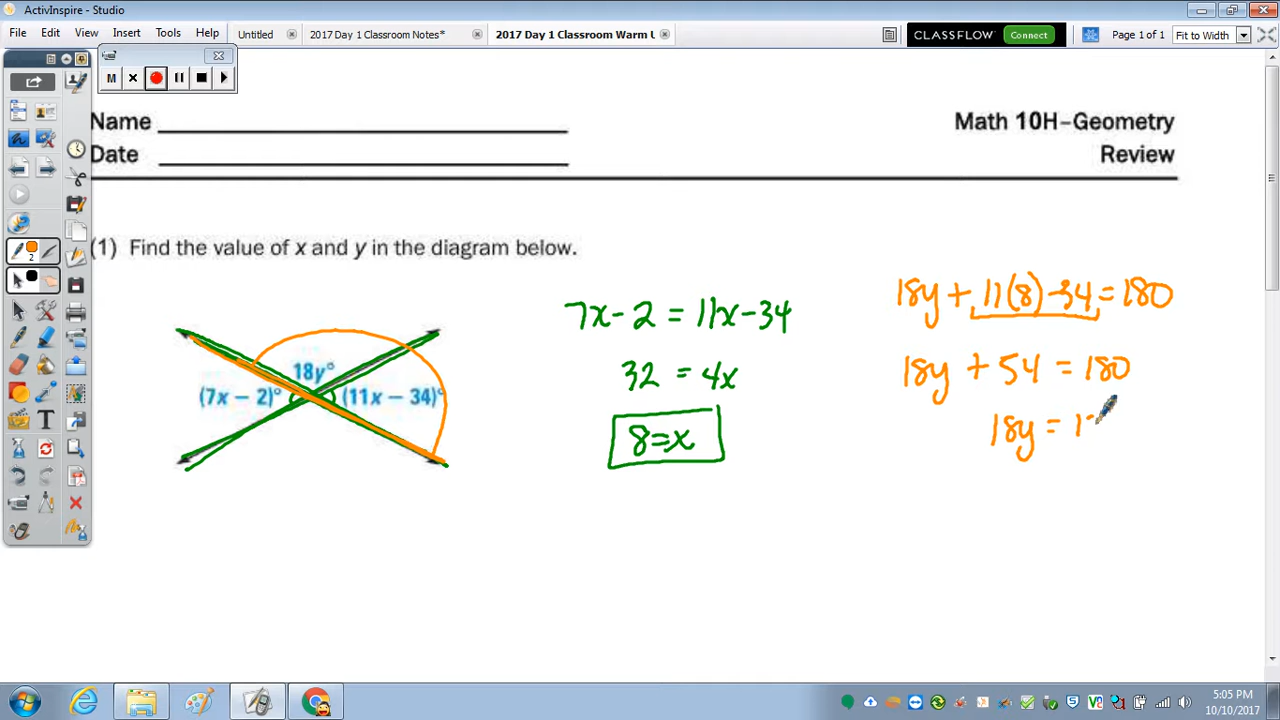 ActivInspire - Studio
File Edit View Insert Tools Help
Untitled
2017 Day 1 Classroom Notes*
2017 Day 1 Classroom Warm U
CLASSFLOW Connect
Page 1 of 1
Fit to Width
M
Name
Math 10H–Geometry
Date
Review
(1) Find the value of x and y in the diagram below.
18y°
(7x − 2)°
(11x − 34)°
7x-2 = 11x-34
32 = 4x
8=x
18y + 11(8)-34 = 180
18y + 54 = 180
18y = 1
2
T
5:05 PM
10/10/2017